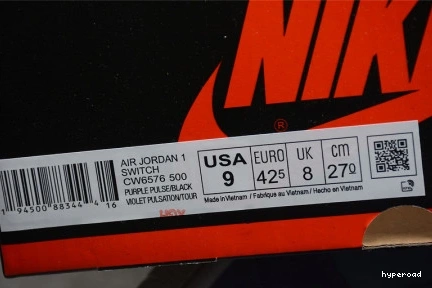 NIK
®
AIR JORDAN 1
SWITCH
CW6576 500
PURPLE PULSE/BLACK
VIOLET PULSATION/TOUR
1 94500 88344 4 16
USA
9
EURO
42 5
UK
8
cm
27 0
Made in Vietnam / Fabriqué au Vietnam / Hecho en Vietnam
hyperoad